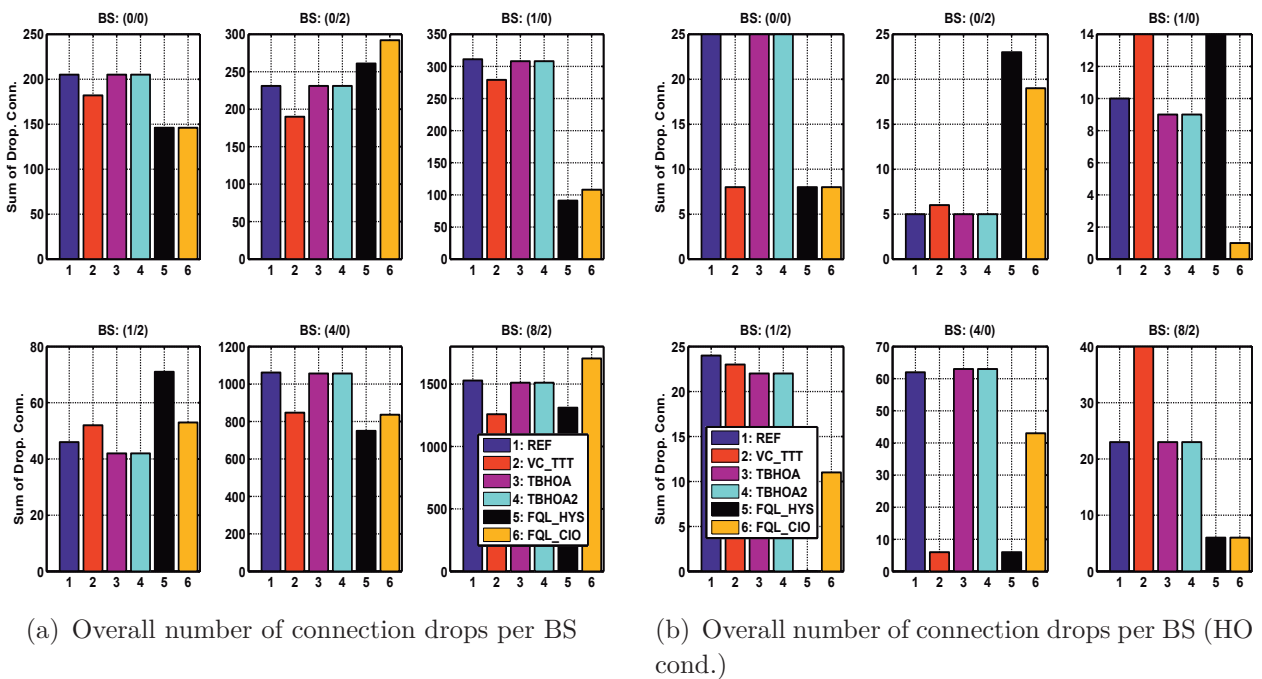 BS: (0/0)
BS: (0/2)
BS: (1/0)
250
200
150
100
50
0
Sum of Drop. Conn.
1 2 3 4 5 6
300
250
200
150
100
50
0
1 2 3 4 5 6
350
300
250
200
150
100
50
0
1 2 3 4 5 6
BS: (1/2)
BS: (4/0)
BS: (8/2)
80
60
40
20
0
Sum of Drop. Conn.
1 2 3 4 5 6
1200
1000
800
600
400
200
0
1 2 3 4 5 6
1500
1000
500
0
1: REF
2: VC_TTT
3: TBHOA
4: TBHOA2
5: FQL_HYS
6: FQL_CIO
1 2 3 4 5 6
(a) Overall number of connection drops per BS
BS: (0/0)
BS: (0/2)
BS: (1/0)
25
20
15
10
5
0
Sum of Drop. Conn.
1 2 3 4 5 6
25
20
15
10
5
0
1 2 3 4 5 6
14
12
10
8
6
4
2
0
1 2 3 4 5 6
BS: (1/2)
BS: (4/0)
BS: (8/2)
25
20
15
10
5
0
Sum of Drop. Conn.
1: REF
2: VC_TTT
3: TBHOA
4: TBHOA2
5: FQL_HYS
6: FQL_CIO
1 2 3 4 5 6
70
60
50
40
30
20
10
0
1 2 3 4 5 6
40
30
20
10
0
1 2 3 4 5 6
(b) Overall number of connection drops per BS (HO
cond.)